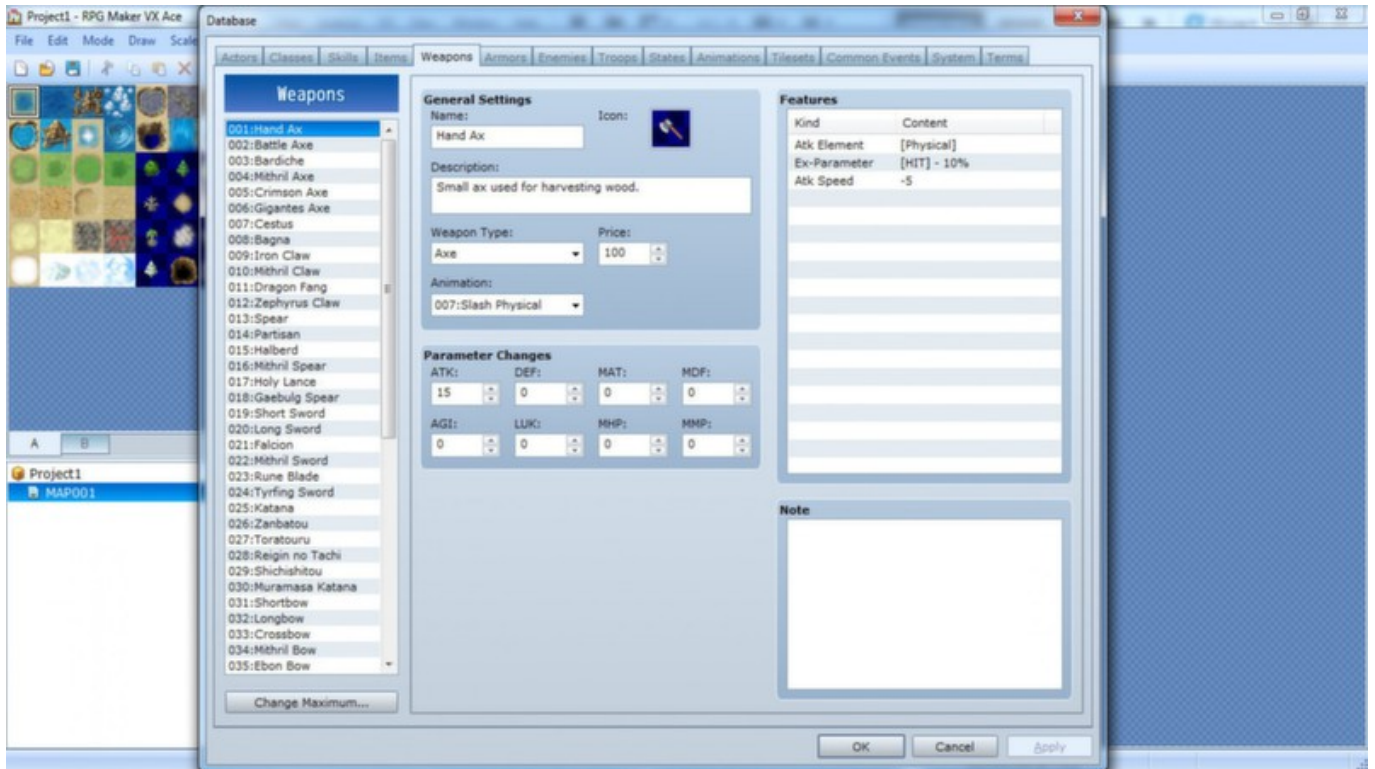 Project1 - RPG Maker VX Ace
File Edit Mode Draw Scale
Database
Actors Classes Skills Items Weapons Armors Enemies Troops States Animations Tilesets Common Events System Terms
Weapons
001:Hand Ax
002:Battle Axe
003:Bardiche
004:Mithril Axe
005:Crimson Axe
006:Gigantes Axe
007:Cestus
008:Bagna
009:Iron Claw
010:Mithril Claw
011:Dragon Fang
012:Zephyrus Claw
013:Spear
014:Partisan
015:Halberd
016:Mithril Spear
017:Holy Lance
018:Gaebulg Spear
019:Short Sword
020:Long Sword
021:Falcion
022:Mithril Sword
023:Rune Blade
024:Tyrfing Sword
025:Katana
026:Zanbatou
027:Toratouru
028:Reigin no Tachi
029:Shichishitou
030:Muramasa Katana
031:Shortbow
032:Longbow
033:Crossbow
034:Mithril Bow
035:Ebon Bow
Change Maximum...
General Settings
Name: Icon:
Hand Ax
Description:
Small ax used for harvesting wood.
Weapon Type: Price:
Axe 100
Animation:
007:Slash Physical
Parameter Changes
ATK: DEF: MAT: MDF:
15 0 0 0
AGI: LUK: MHP: MMP:
0 0 0 0
Features
Kind Content
Atk Element [Physical]
Ex-Parameter [HIT] - 10%
Atk Speed -5
Note
A B
Project1
MAP001
OK Cancel Apply